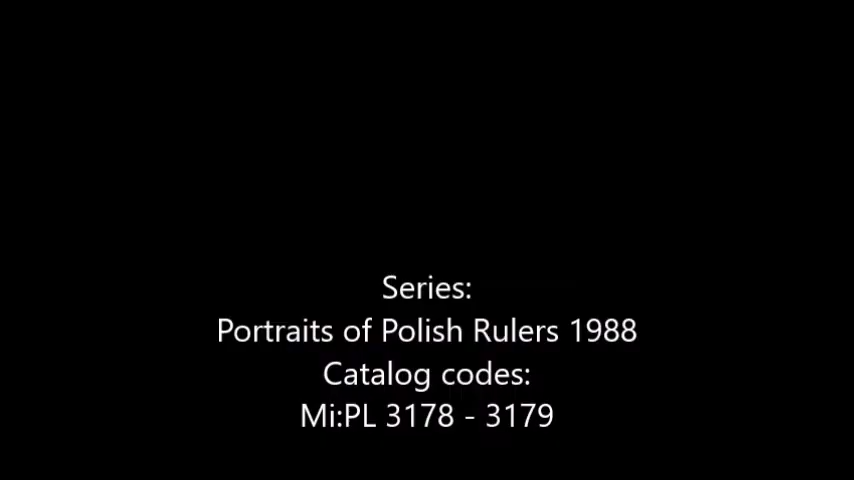 Series:
Portraits of Polish Rulers 1988
Catalog codes:
Mi:PL 3178 - 3179